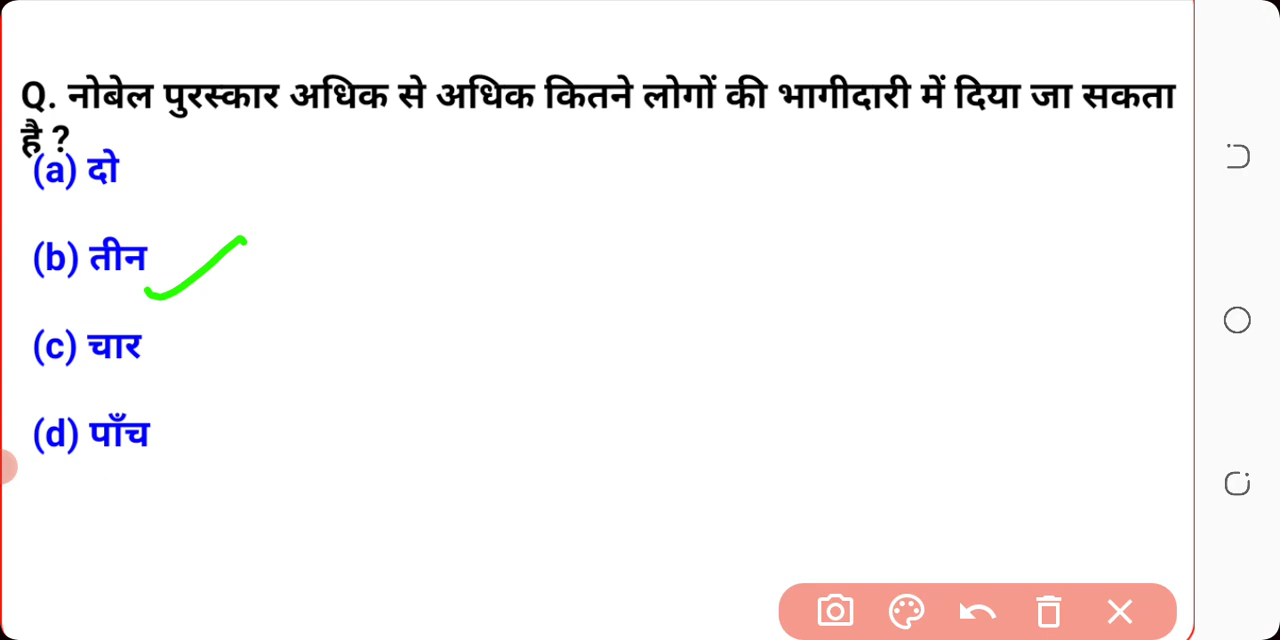 Q. नोबेल पुरस्कार अधिक से अधिक कितने लोगों की भागीदारी में दिया जा सकता
है ?
(a) दो
(b) तीन
(c) चार
(d) पाँच